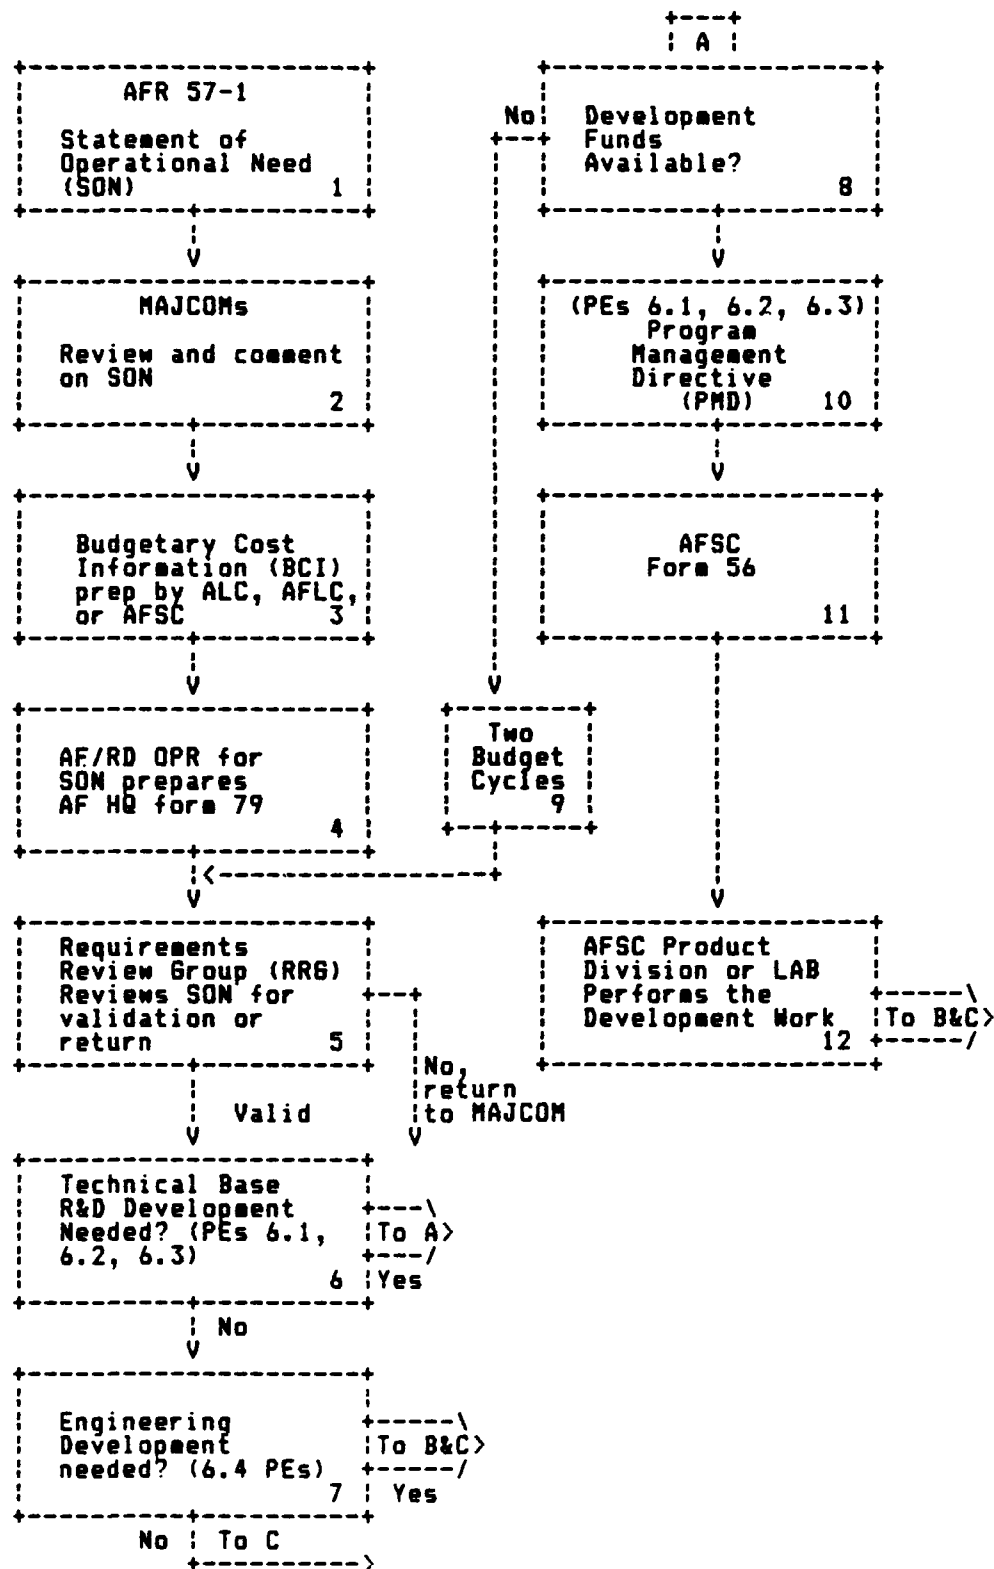 AFR 57-1
Statement of
Operational Need
(SON) 1
MAJCOMs
Review and comment
on SON
2
Budgetary Cost
Information (BCI)
prep by ALC, AFLC,
or AFSC 3
AF/RD OPR for
SON prepares
AF HQ form 79
4
Requirements
Review Group (RRG)
Reviews SON for
validation or
return 5
No,
return
to MAJCOM
Valid
Technical Base
R&D Development
Needed? (PEs 6.1,
6.2, 6.3)
6
To A>
Yes
No
Engineering
Development
needed? (6.4 PEs)
7
To B&C>
Yes
No To C
A
Development
Funds
Available?
8
No
Two
Budget
Cycles
9
(PEs 6.1, 6.2, 6.3)
Program
Management
Directive
(PMD) 10
AFSC
Form 56
11
AFSC Product
Division or LAB
Performs the
Development Work
12
To B&C>